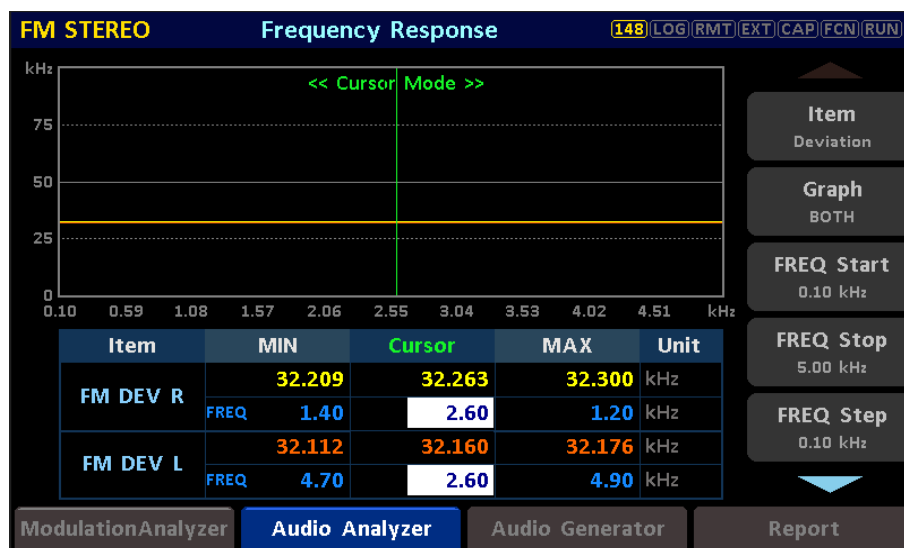 FM STEREO Frequency Response 148 LOG RMT EXT CAP FCN RUN
kHz
<< Cursor Mode >>
75
50
25
0
0.10 0.59 1.08 1.57 2.06 2.55 3.04 3.53 4.02 4.51 kHz
Item MIN Cursor MAX Unit
FM DEV R
32.209 32.263 32.300 kHz
FREQ 1.40 2.60 1.20 kHz
FM DEV L
32.112 32.160 32.176 kHz
FREQ 4.70 2.60 4.90 kHz
Item
Deviation
Graph
BOTH
FREQ Start
0.10 kHz
FREQ Stop
5.00 kHz
FREQ Step
0.10 kHz
ModulationAnalyzer Audio Analyzer Audio Generator Report